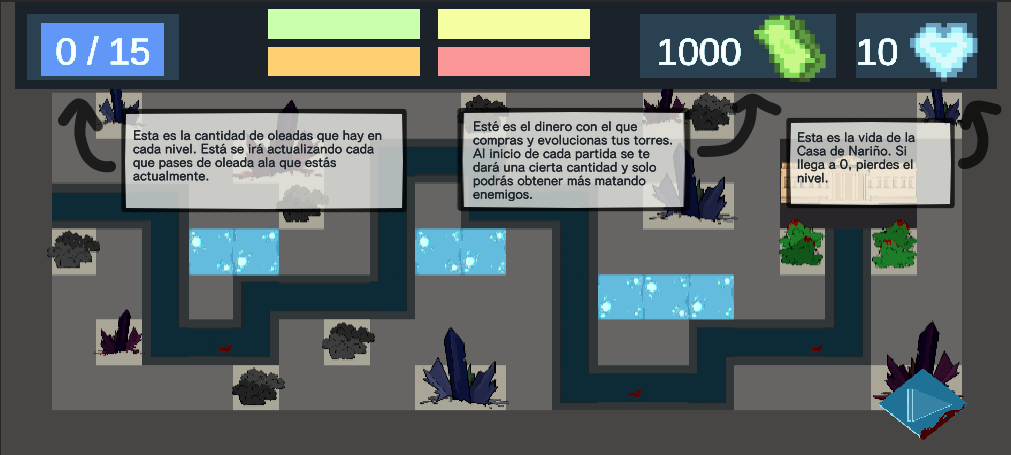 0 / 15
1000
10
Esta es la cantidad de oleadas que hay en
cada nivel. Está se irá actualizando cada
que pases de oleada ala que estás
actualmente.
Esté es el dinero con el que
compras y evolucionas tus torres.
Al inicio de cada partida se te
dará una cierta cantidad y solo
podrás obtener más matando
enemigos.
Esta es la vida de la
Casa de Nariño. Si
llega a 0, pierdes el
nivel.